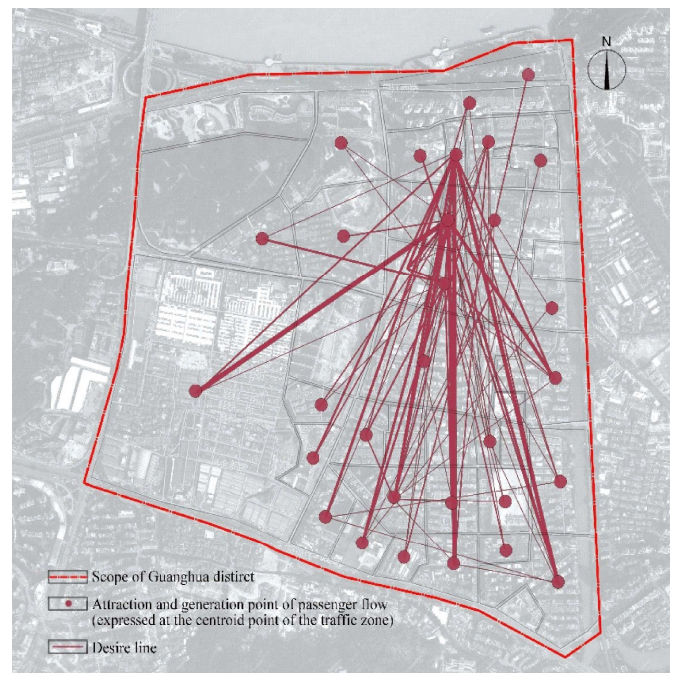 N
Scope of Guanghua distirct
Attraction and generation point of passenger flow
(expressed at the centroid point of the traffic zone)
Desire line